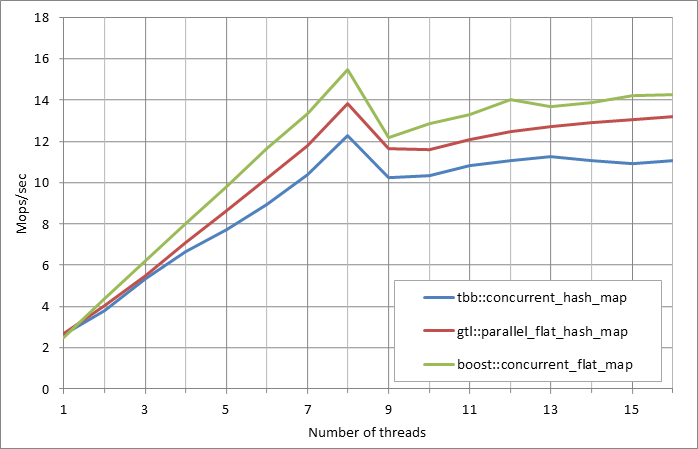 18
16
14
12
10
8
6
4
2
0
Mops/sec
tbb::concurrent_hash_map
gtl::parallel_flat_hash_map
boost::concurrent_flat_map
1 3 5 7 9 11 13 15
Number of threads